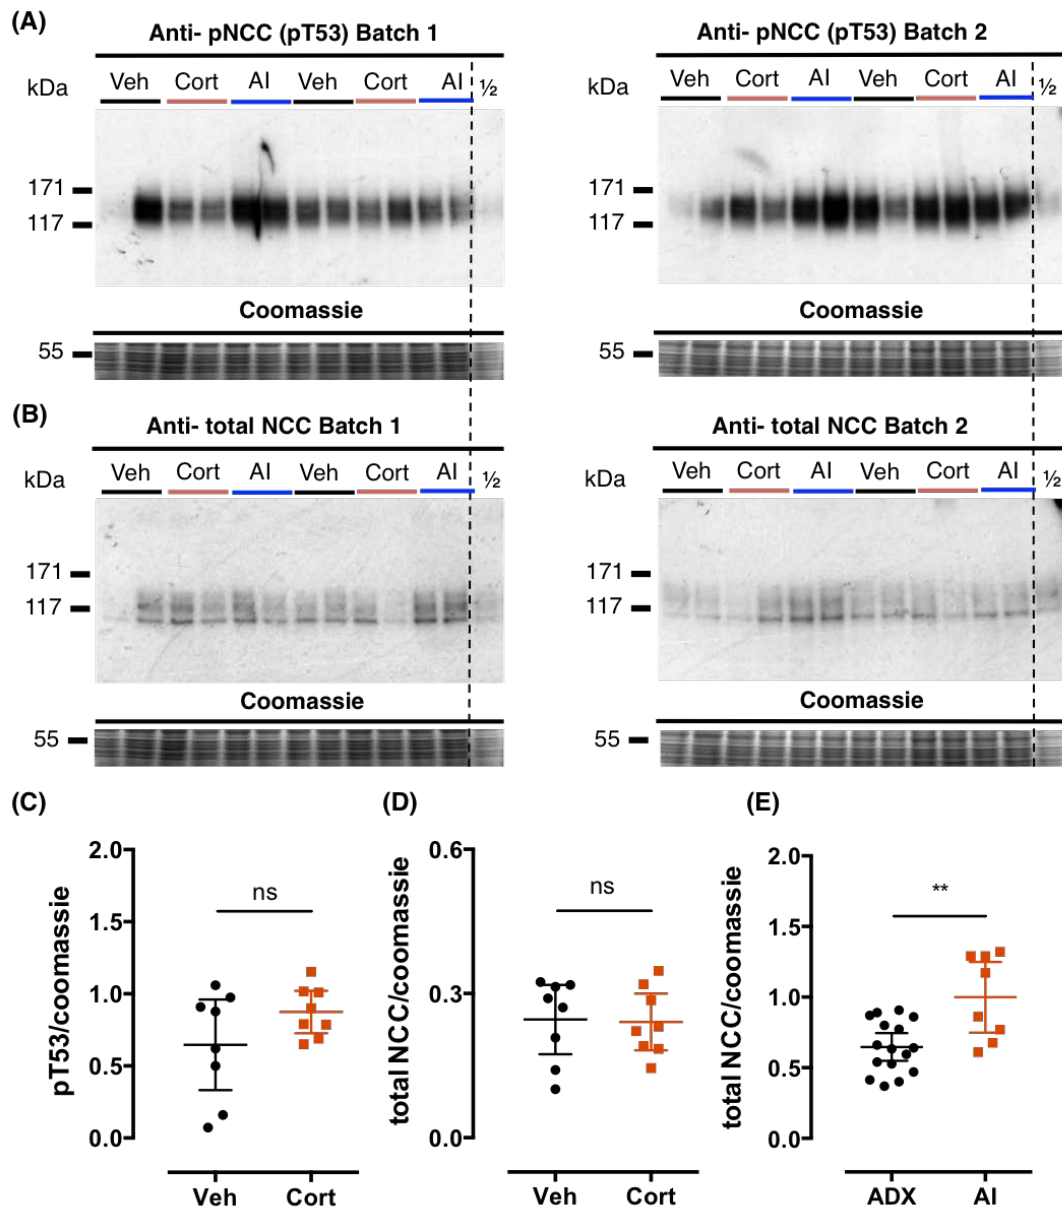 (A)
Anti- pNCC (pT53) Batch 1
kDa Veh Cort AI Veh Cort AI ½
171
117
Coomassie
55
Anti- pNCC (pT53) Batch 2
kDa Veh Cort AI Veh Cort AI ½
171
117
Coomassie
55
(B)
Anti- total NCC Batch 1
kDa Veh Cort AI Veh Cort AI ½
171
117
Coomassie
55
Anti- total NCC Batch 2
kDa Veh Cort AI Veh Cort AI ½
171
117
Coomassie
55
(C)
pT53/coomassie
2.0
1.5
1.0
0.5
0.0
ns
Veh Cort
(D)
total NCC/coomassie
0.6
0.3
0.0
ns
Veh Cort
(E)
total NCC/coomassie
2.0
1.5
1.0
0.5
0.0
**
ADX AI